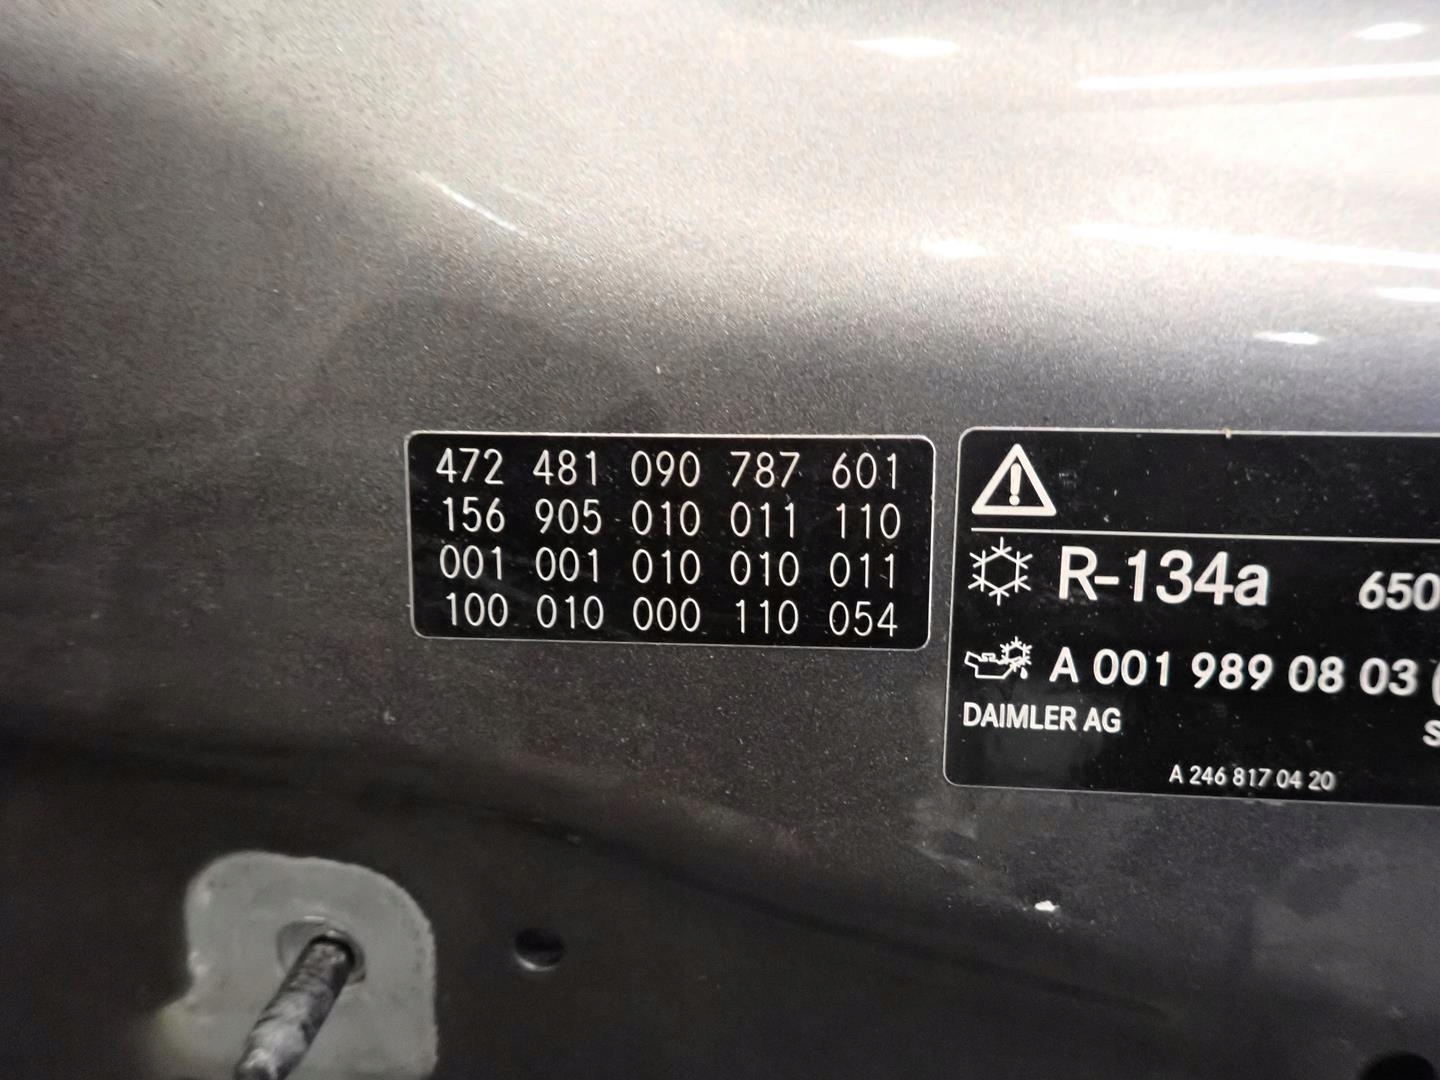 472 481 090 787 601
156 905 010 011 110
001 001 010 010 011
100 010 000 110 054
R-134a 650
A 001 989 08 03 (
DAIMLER AG
S
A 246 817 04 20